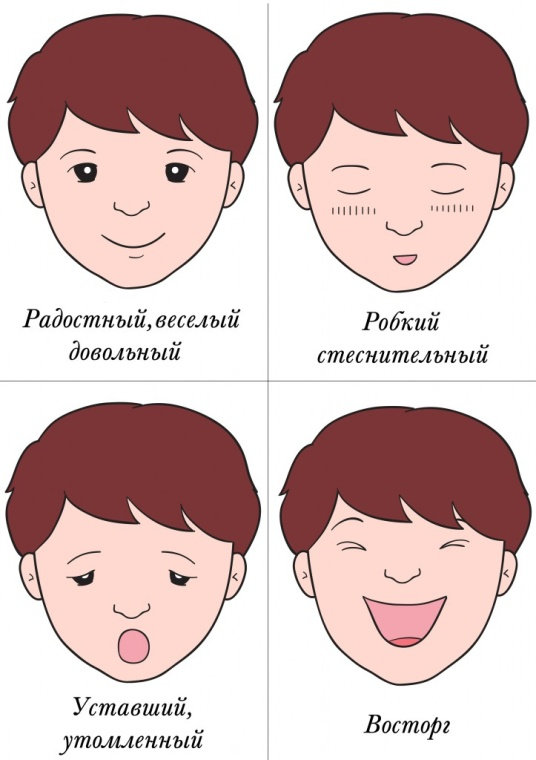 Радостный, веселый
довольный
Робкий
стеснительный
Уставший,
утомленный
Восторг